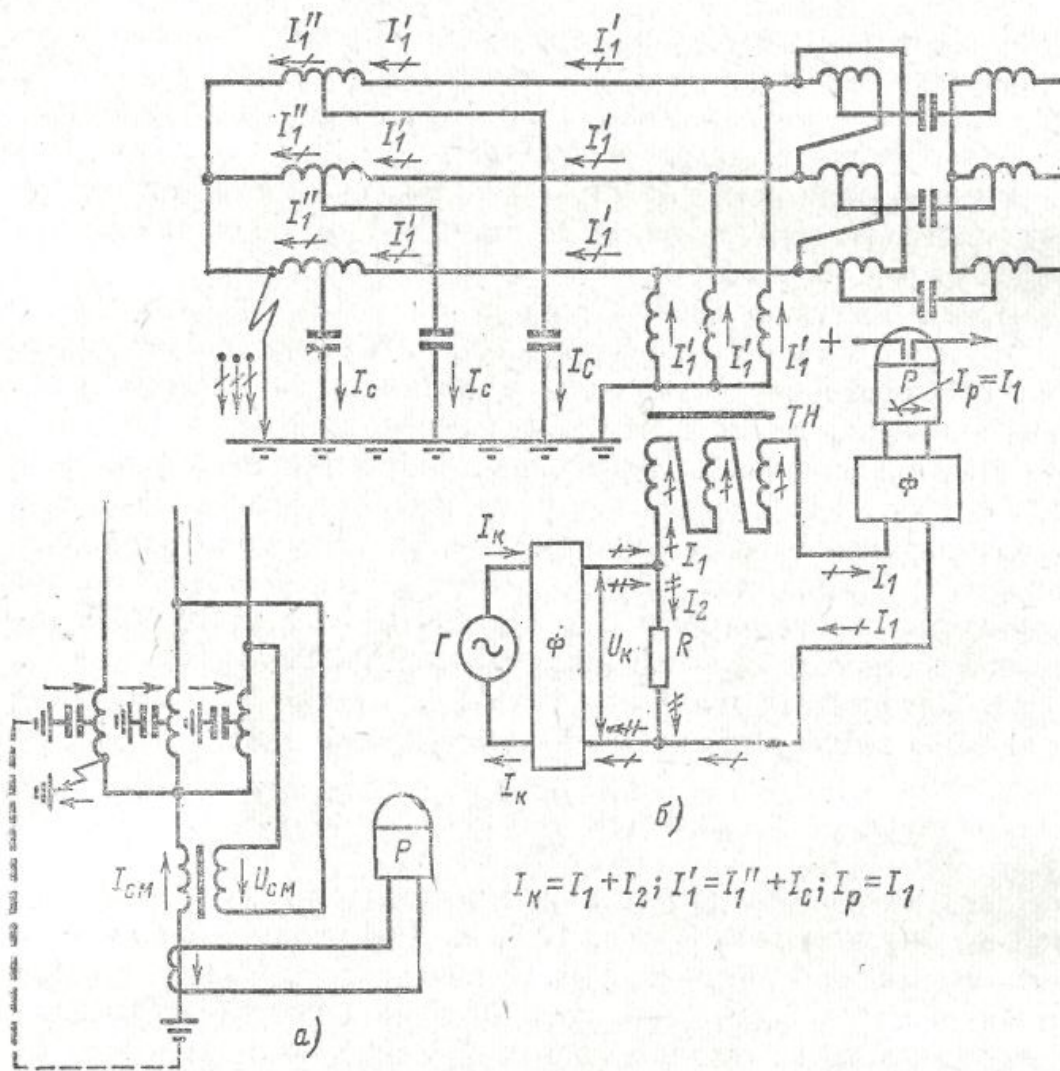 I₁'' I₁' I₁'
I₁'' I₁' I₁'
I₁'' I₁' I₁'
I_C I_C I_C
I₁' I₁' I₁'
+
P I_p=I₁
ТН
Ф
I_к I₁ I₁
I₂
Г Ф U_к R I₁
I_к
б)
P
I_см U_см
I_к=I₁+I₂; I₁'=I₁''+I_c; I_p=I₁
а)